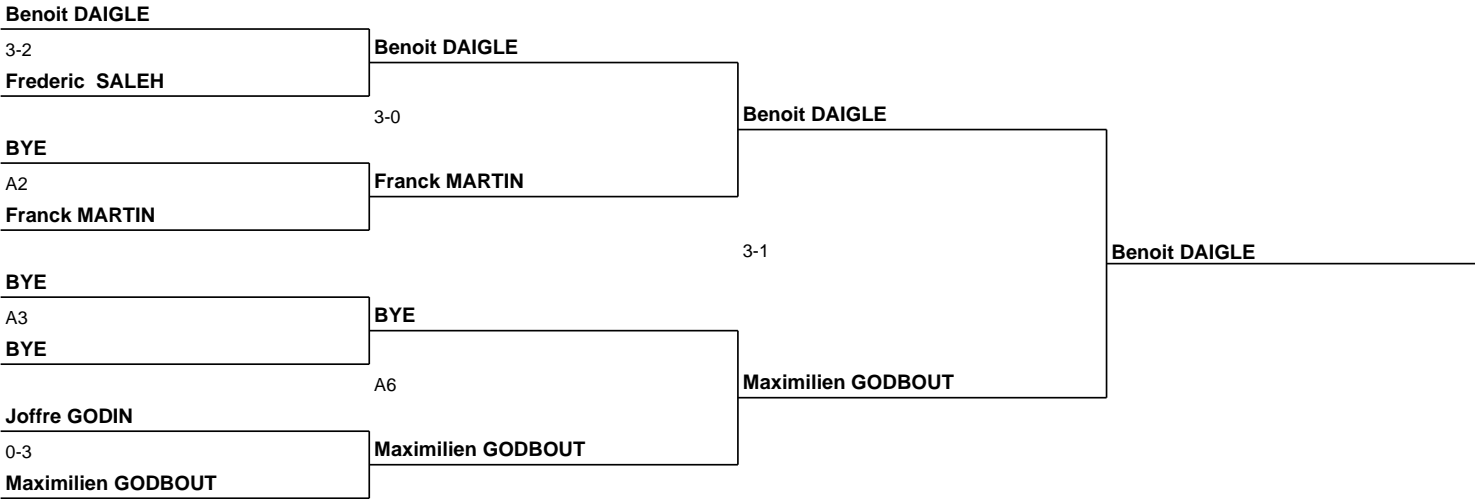 Benoit DAIGLE
3-2
Benoit DAIGLE
Frederic SALEH
3-0
Benoit DAIGLE
BYE
A2
Franck MARTIN
Franck MARTIN
3-1
Benoit DAIGLE
BYE
A3
BYE
BYE
A6
Maximilien GODBOUT
Joffre GODIN
0-3
Maximilien GODBOUT
Maximilien GODBOUT